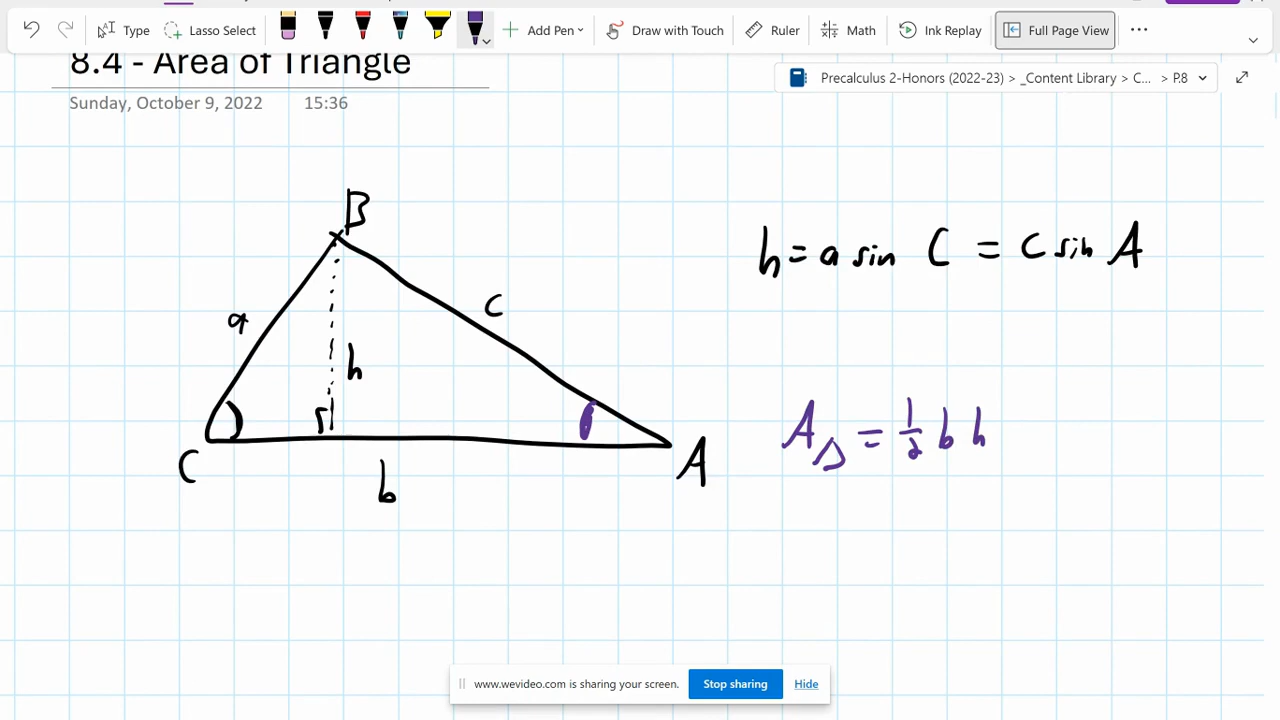 Type
Lasso Select
Add Pen
Draw with Touch
Ruler
Math
Ink Replay
Full Page View
8.4 - Area of Triangle
Precalculus 2-Honors (2022-23) > _Content Library > C... > P.8
Sunday, October 9, 2022 15:36
B
h = a sin C = c sin A
a
c
h
A△ = 1/2 b h
C
b
A
www.wevideo.com is sharing your screen.
Stop sharing
Hide